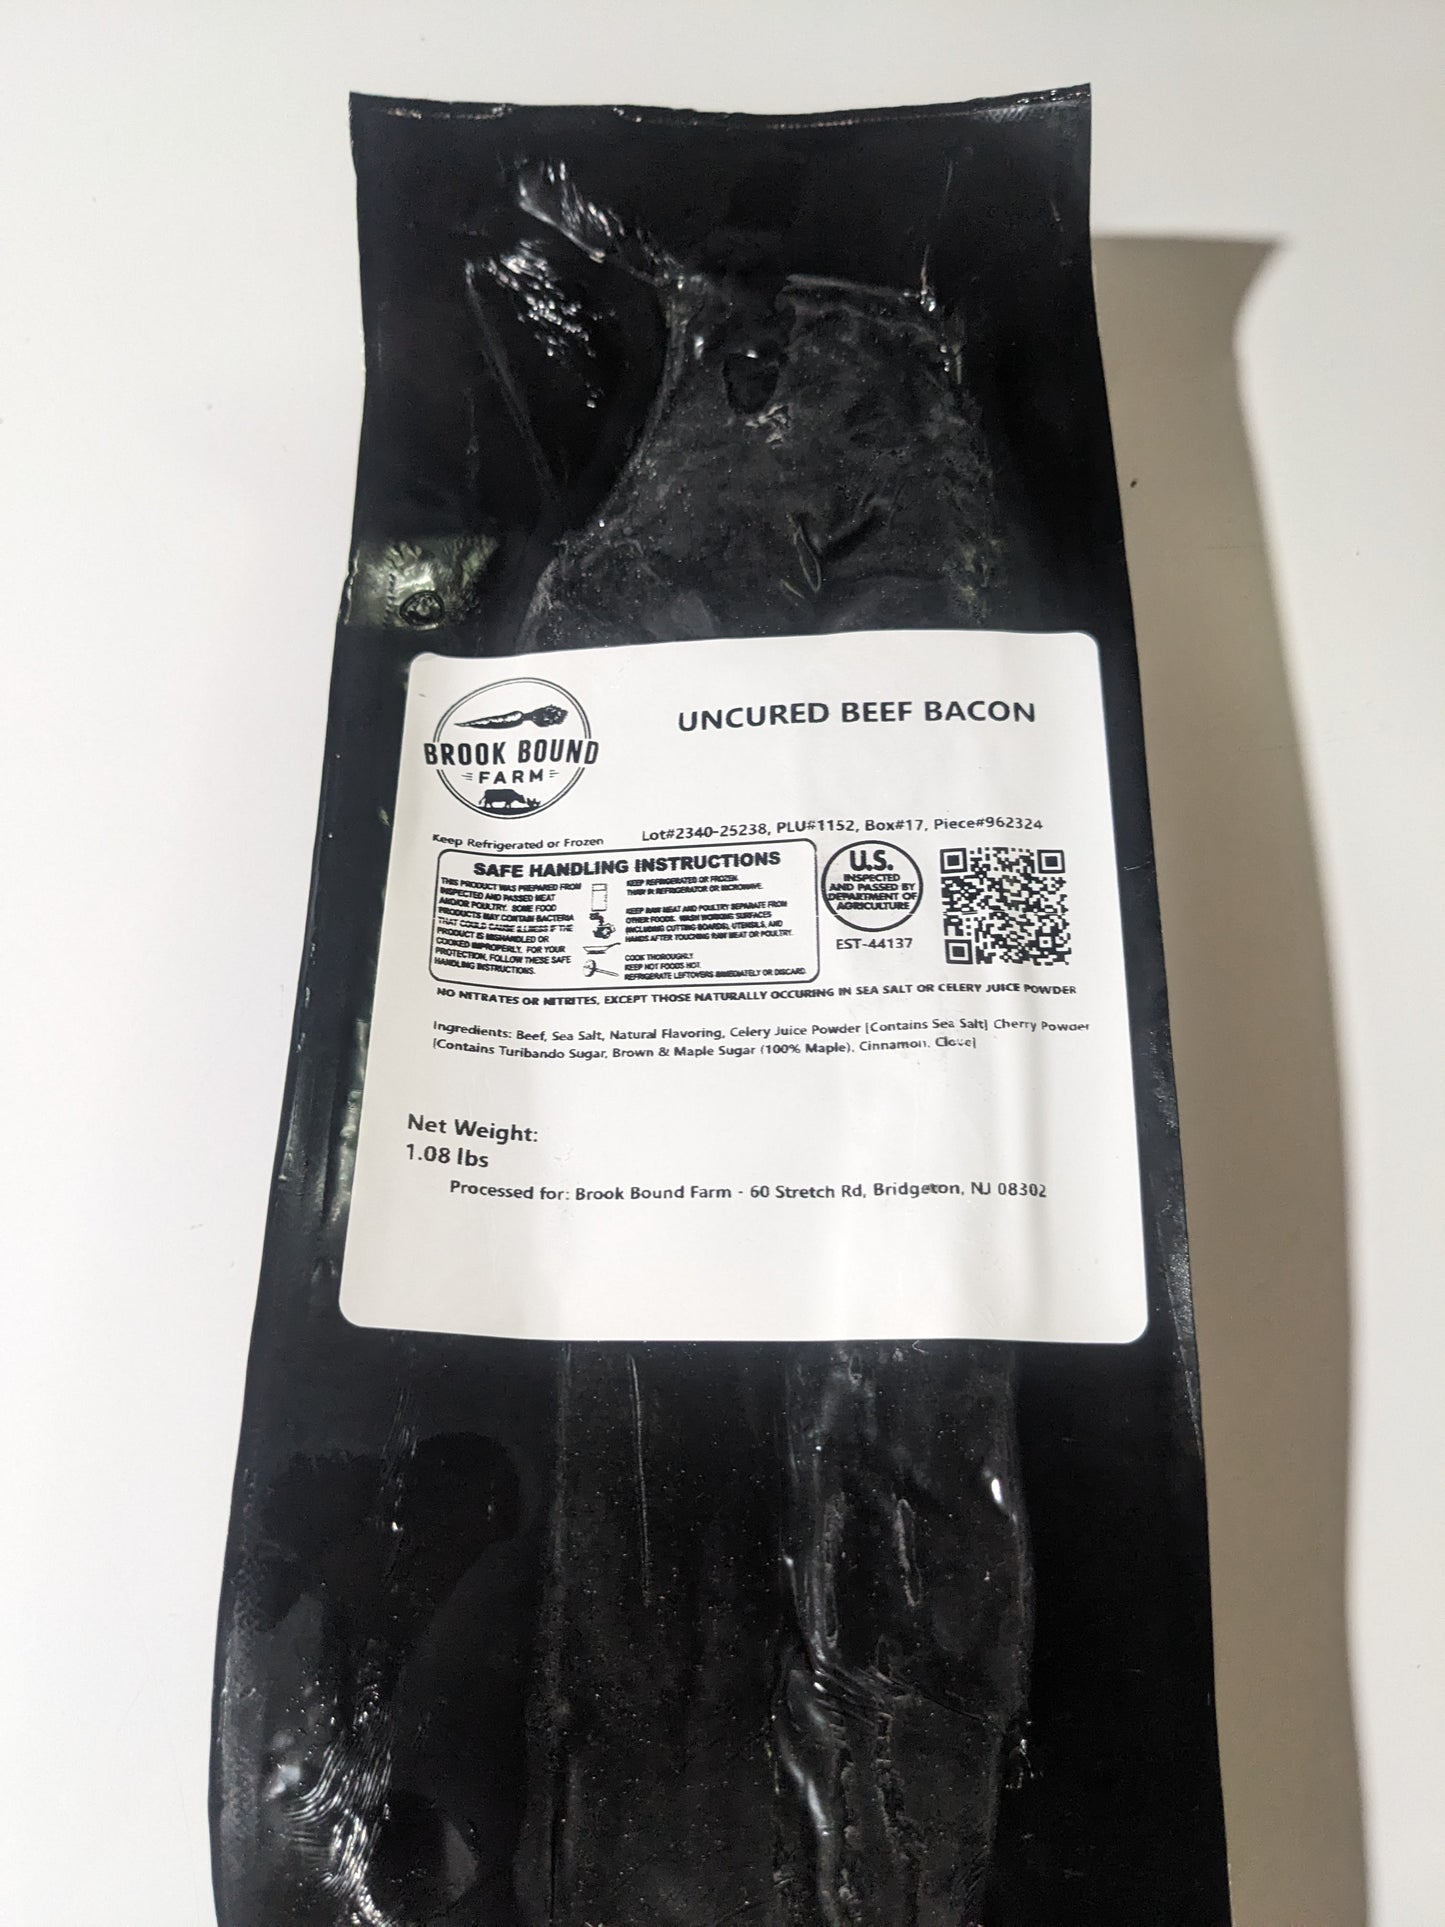 BROOK BOUND
FARM
UNCURED BEEF BACON
Lot#2340-25238, PLU#1152, Box#17, Piece#962324
Keep Refrigerated or Frozen
SAFE HANDLING INSTRUCTIONS
THIS PRODUCT WAS PREPARED FROM
INSPECTED AND PASSED MEAT
AND/OR POULTRY. SOME FOOD
PRODUCTS MAY CONTAIN BACTERIA
THAT COULD CAUSE ILLNESS IF THE
PRODUCT IS MISHANDLED OR
COOKED IMPROPERLY. FOR YOUR
PROTECTION, FOLLOW THESE SAFE
HANDLING INSTRUCTIONS.
KEEP REFRIGERATED OR FROZEN.
THAW IN REFRIGERATOR OR MICROWAVE.
KEEP RAW MEAT AND POULTRY SEPARATE FROM
OTHER FOODS. WASH WORKING SURFACES
(INCLUDING CUTTING BOARDS), UTENSILS, AND
HANDS AFTER TOUCHING RAW MEAT OR POULTRY.
COOK THOROUGHLY.
KEEP HOT FOODS HOT.
REFRIGERATE LEFTOVERS IMMEDIATELY OR DISCARD.
U.S.
INSPECTED
AND PASSED BY
DEPARTMENT OF
AGRICULTURE
EST-44137
NO NITRATES OR NITRITES, EXCEPT THOSE NATURALLY OCCURING IN SEA SALT OR CELERY JUICE POWDER
Ingredients: Beef, Sea Salt, Natural Flavoring, Celery Juice Powder [Contains Sea Salt] Cherry Powder
[Contains Turibando Sugar, Brown & Maple Sugar (100% Maple). Cinnamon. Clove]
Net Weight:
1.08 lbs
Processed for: Brook Bound Farm - 60 Stretch Rd, Bridgeton, NJ 08302